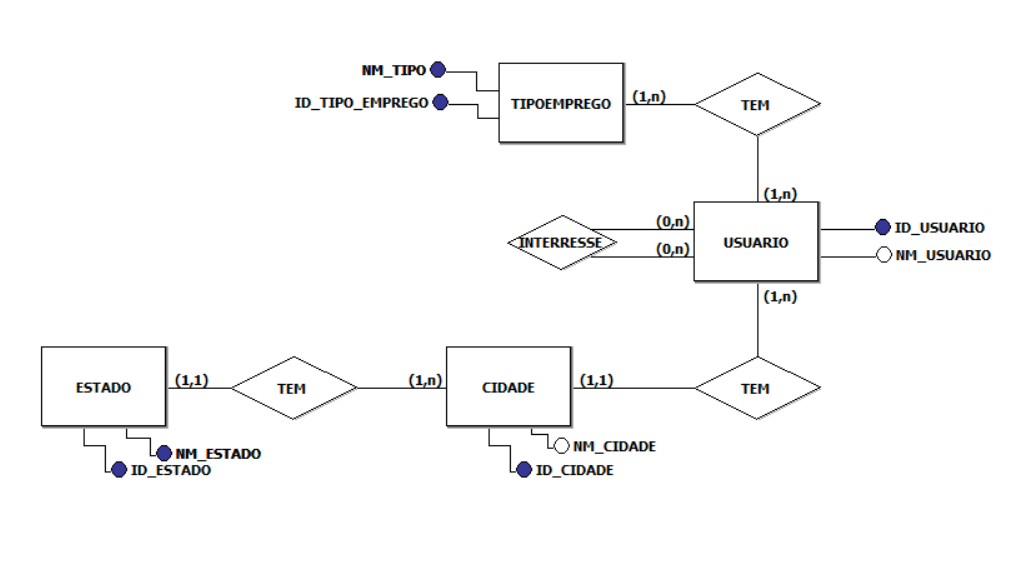 NM_TIPO
ID_TIPO_EMPREGO
TIPOEMPREGO
(1,n)
TEM
(1,n)
INTERRESSE
(0,n)
(0,n)
USUARIO
ID_USUARIO
NM_USUARIO
(1,n)
ESTADO
(1,1)
TEM
(1,n)
CIDADE
(1,1)
TEM
NM_ESTADO
ID_ESTADO
NM_CIDADE
ID_CIDADE